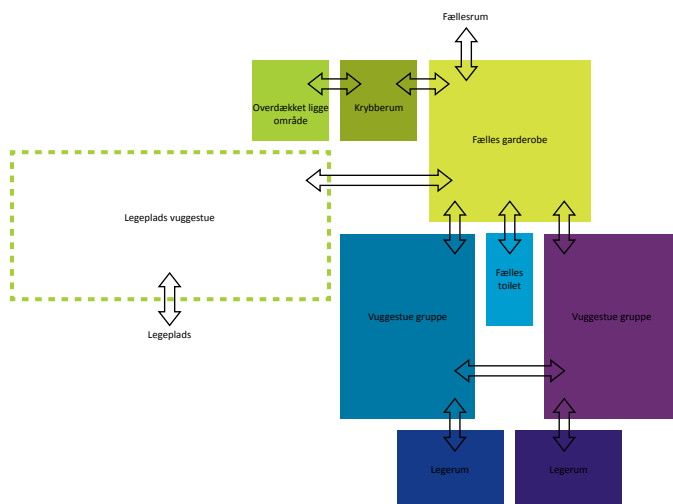 Fællesrum
Overdækket ligge
område
Krybberum
Fælles garderobe
Legeplads vuggestue
Fælles
toilet
Legeplads
Vuggestue gruppe
Vuggestue gruppe
Legerum
Legerum